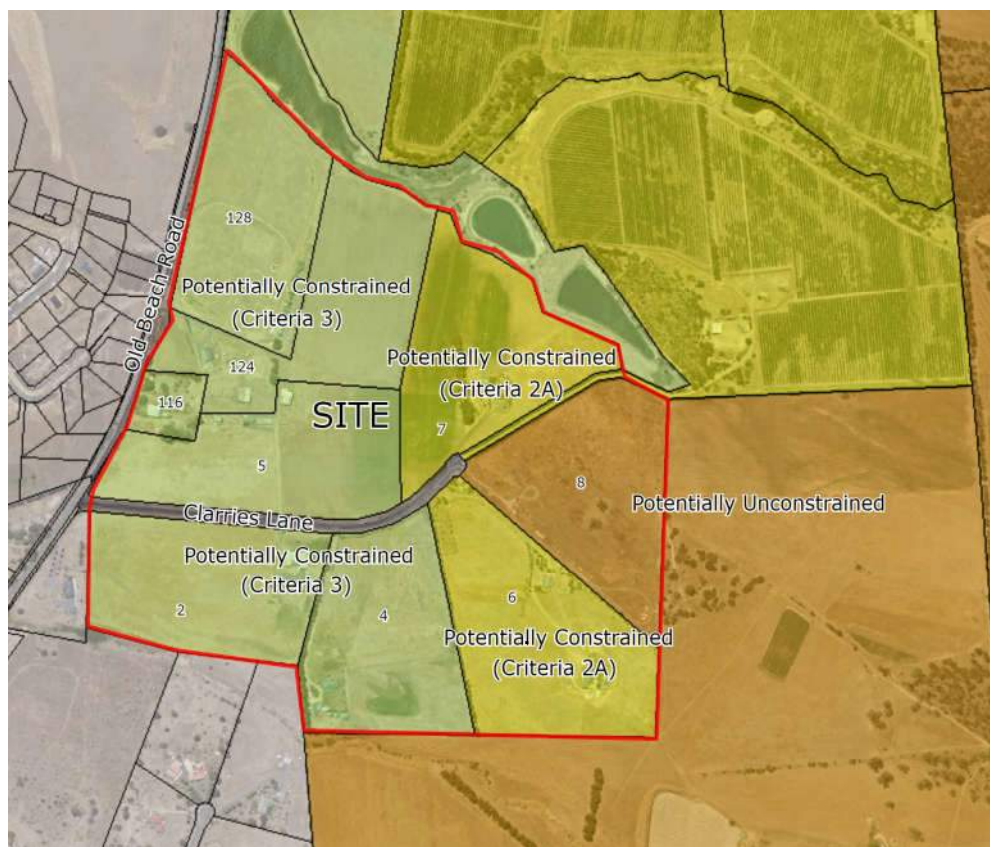 128
Old Beach Road
Potentially Constrained
(Criteria 3)
124
116
SITE
Potentially Constrained
(Criteria 2A)
7
5
8
Potentially Unconstrained
Clarries Lane
Potentially Constrained
(Criteria 3)
2
4
6
Potentially Constrained
(Criteria 2A)